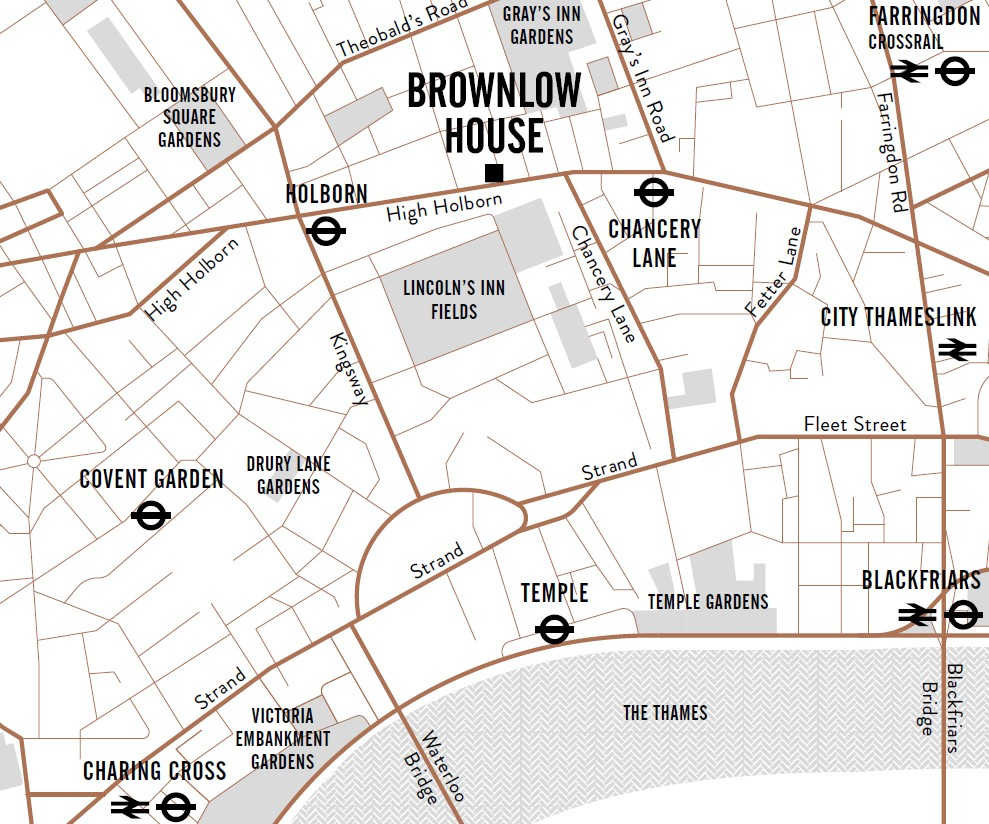 Theobald's Road
GRAY'S INN
GARDENS
Gray's Inn Road
FARRINGDON
CROSSRAIL
BLOOMSBURY
SQUARE
GARDENS
BROWNLOW
HOUSE
Farringdon Rd
HOLBORN
High Holborn
CHANCERY
LANE
High Holborn
Chancery Lane
Fetter Lane
LINCOLN'S INN
FIELDS
CITY THAMESLINK
Kingsway
Fleet Street
COVENT GARDEN
DRURY LANE
GARDENS
Strand
Strand
TEMPLE
TEMPLE GARDENS
BLACKFRIARS
Strand
VICTORIA
EMBANKMENT
GARDENS
THE THAMES
Blackfriars
Bridge
Waterloo
Bridge
CHARING CROSS